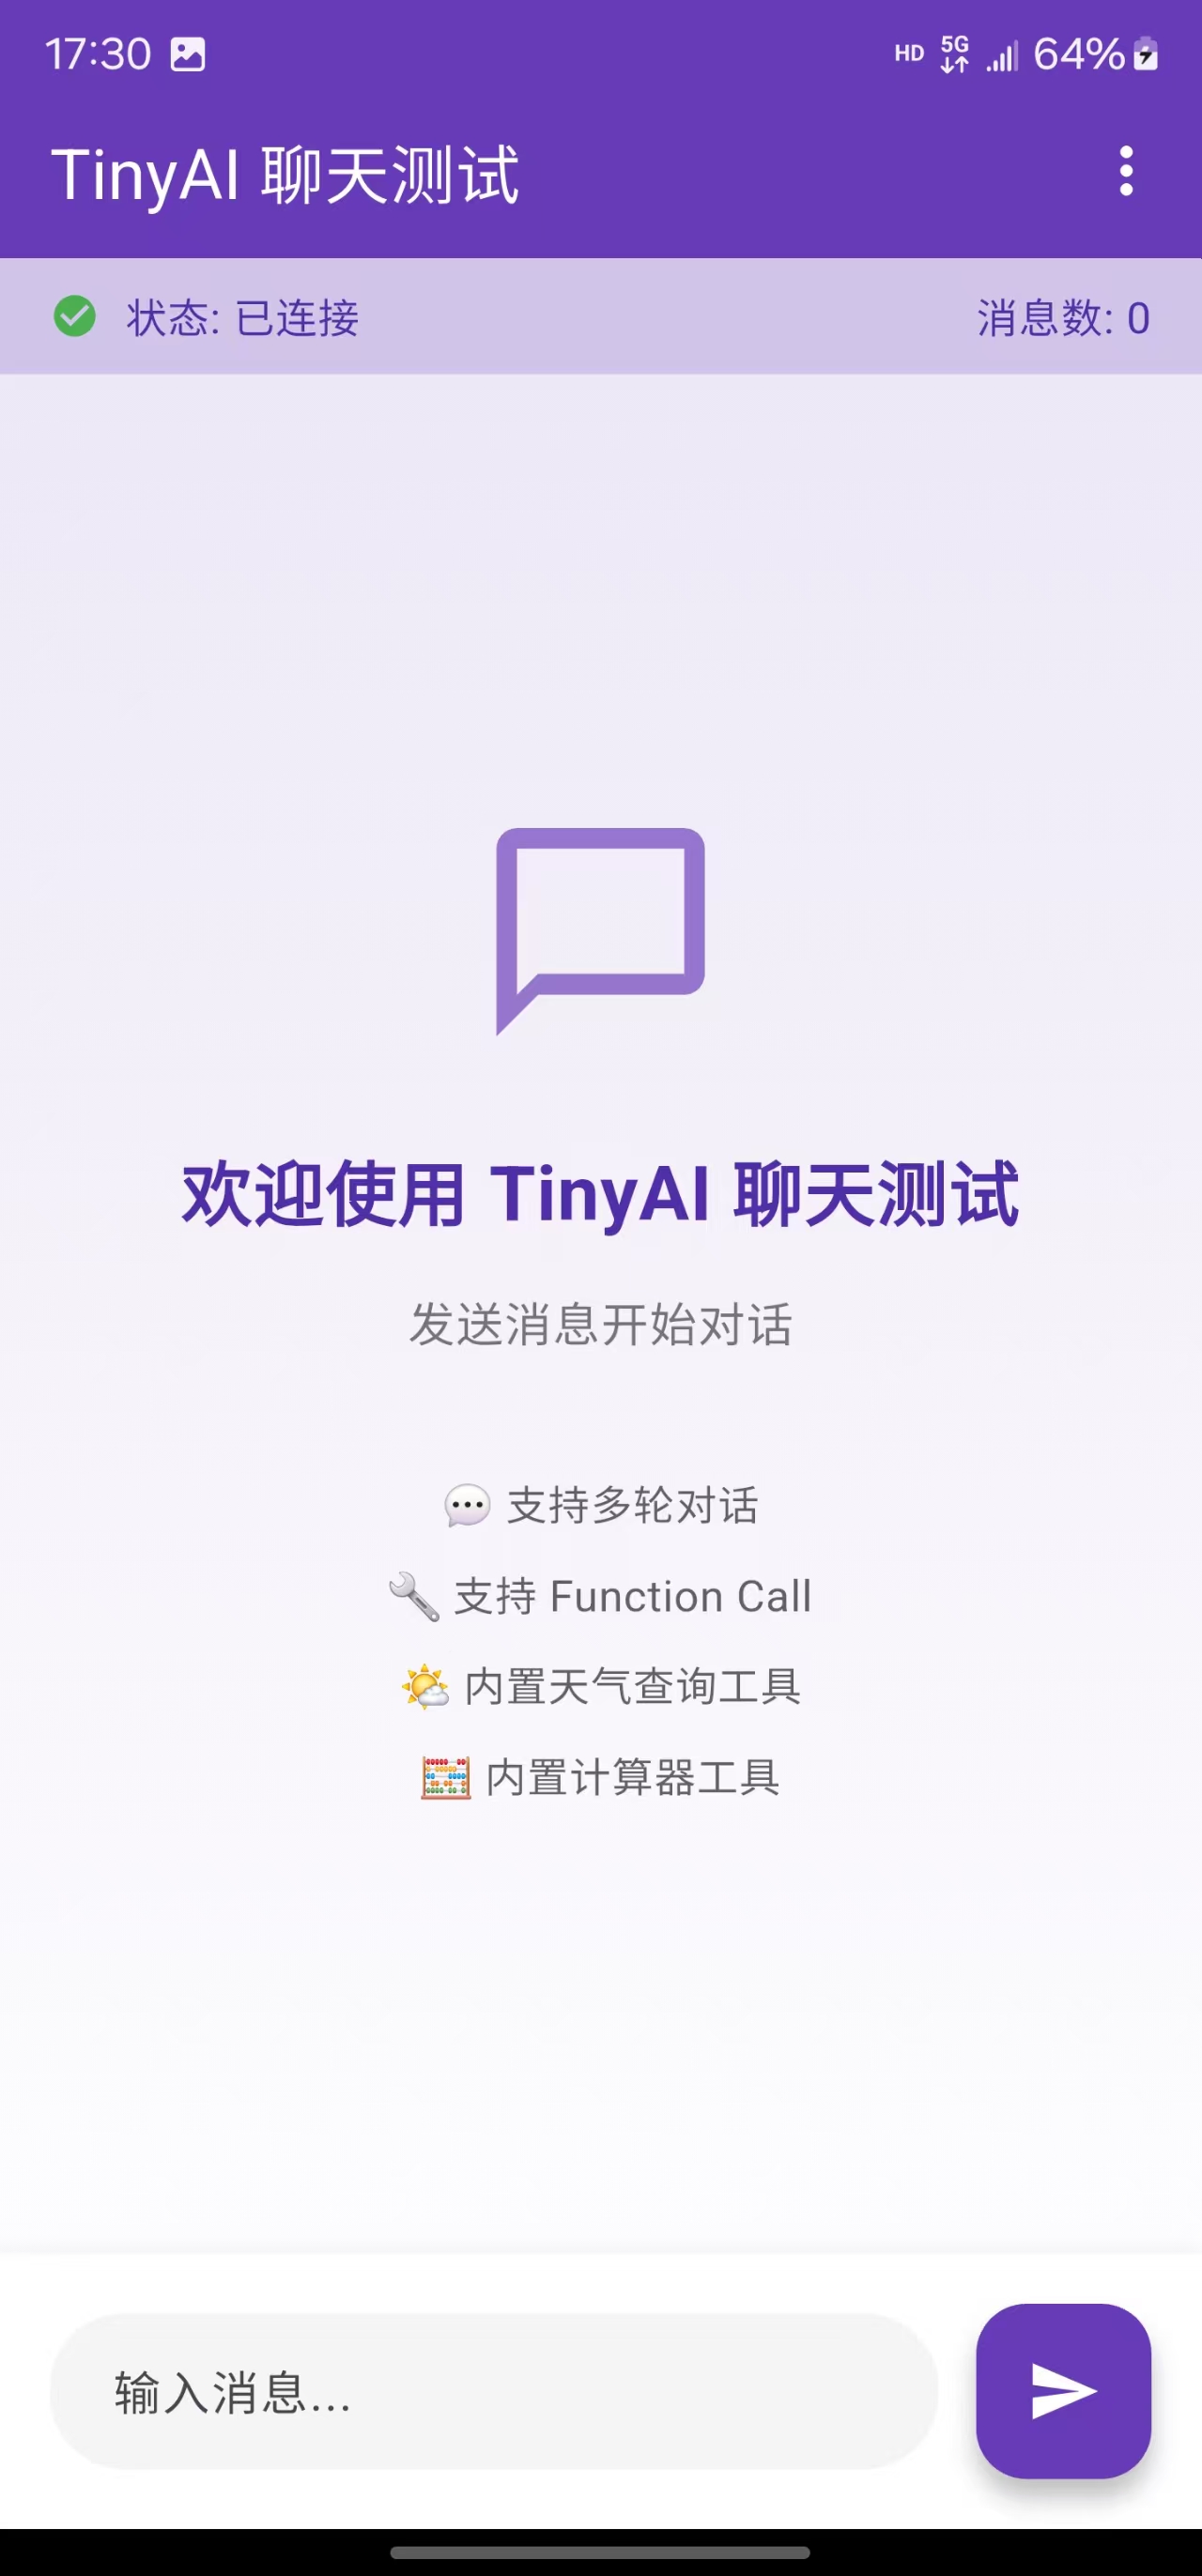 17:30 HD 5G 64%
TinyAI 聊天测试
状态: 已连接 消息数: 0
欢迎使用 TinyAI 聊天测试
发送消息开始对话
💬 支持多轮对话
🔧 支持 Function Call
🌤️ 内置天气查询工具
🧮 内置计算器工具
输入消息...